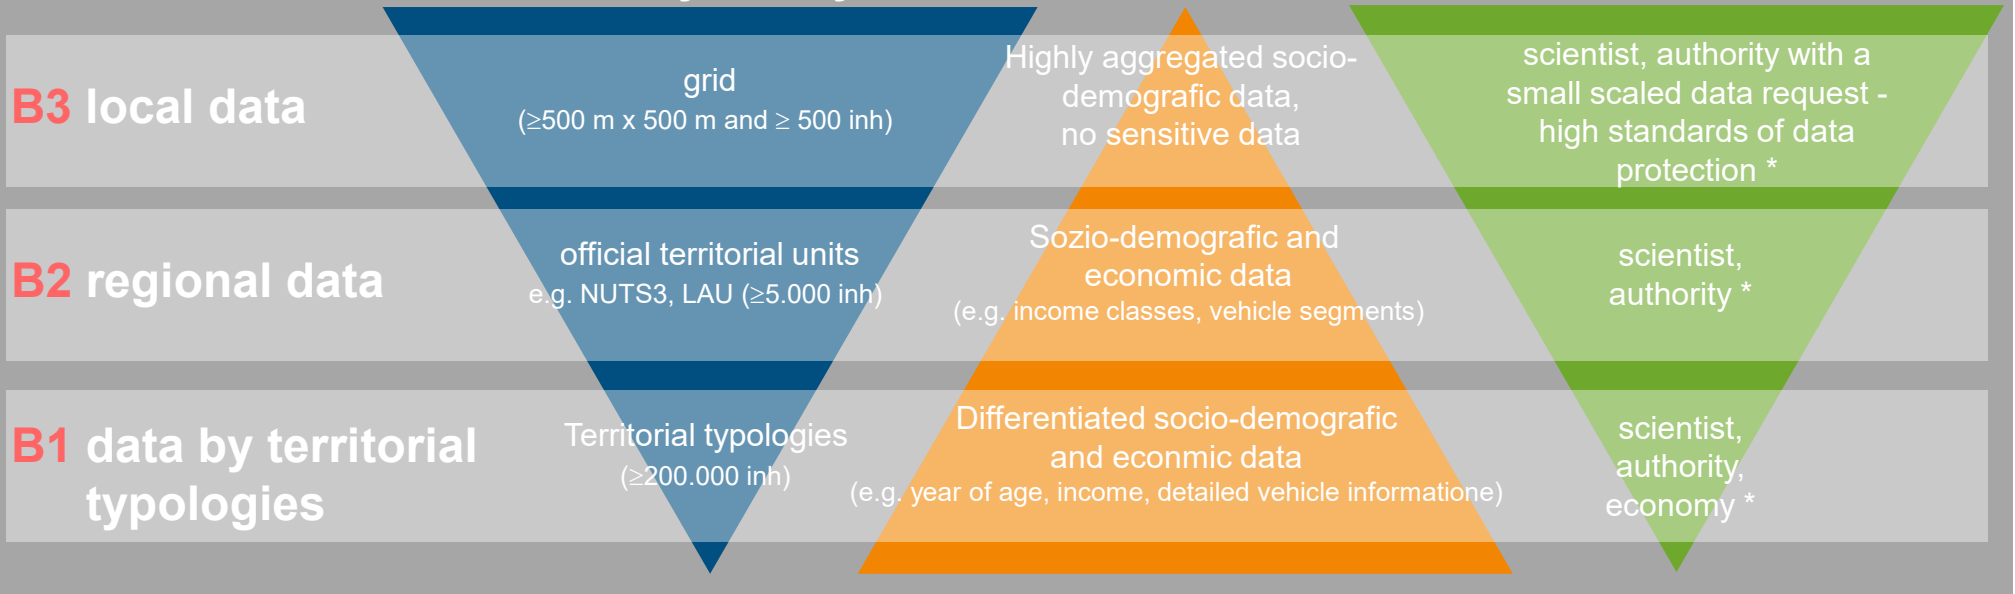 B3 local data
grid
(≥500 m x 500 m and ≥ 500 inh)
Highly aggregated socio-
demografic data,
no sensitive data
scientist, authority with a
small scaled data request -
high standards of data
protection *
B2 regional data
official territorial units
e.g. NUTS3, LAU (≥5.000 inh)
Sozio-demografic and
economic data
(e.g. income classes, vehicle segments)
scientist,
authority *
B1 data by territorial
typologies
Territorial typologies
(≥200.000 inh)
Differentiated socio-demografic
and econmic data
(e.g. year of age, income, detailed vehicle informatione)
scientist,
authority,
economy *